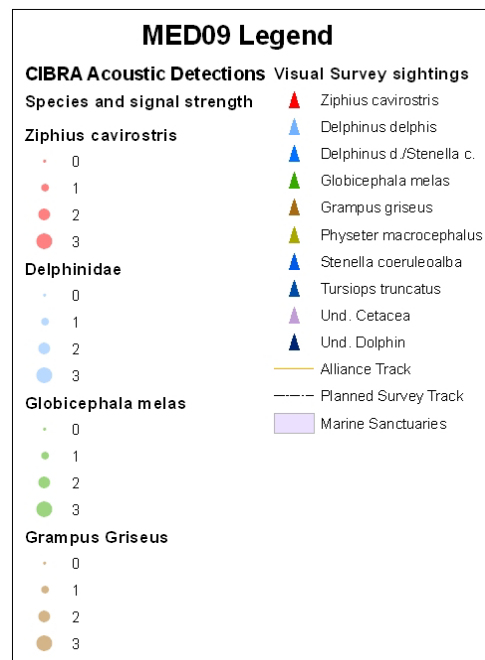 MED09 Legend
CIBRA Acoustic Detections
Species and signal strength
Ziphius cavirostris
0
1
2
3
Delphinidae
0
1
2
3
Globicephala melas
0
1
2
3
Grampus Griseus
0
1
2
3
Visual Survey sightings
Ziphius cavirostris
Delphinus delphis
Delphinus d./Stella c.
Globicephala melas
Grampus griseus
Physeter macrocephalus
Stenella coeruleoalba
Tursiops truncatus
Und. Cetacea
Und. Dolphin
Alliance Track
Planned Survey Track
Marine Sanctuaries